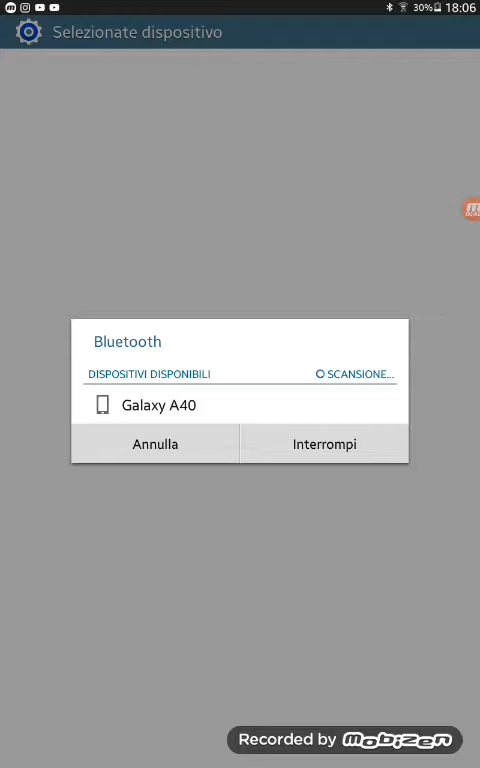 30% 18:06
Selezionate dispositivo
Bluetooth
DISPOSITIVI DISPONIBILI
SCANSIONE...
Galaxy A40
Annulla
Interrompi
Recorded by Mobizen